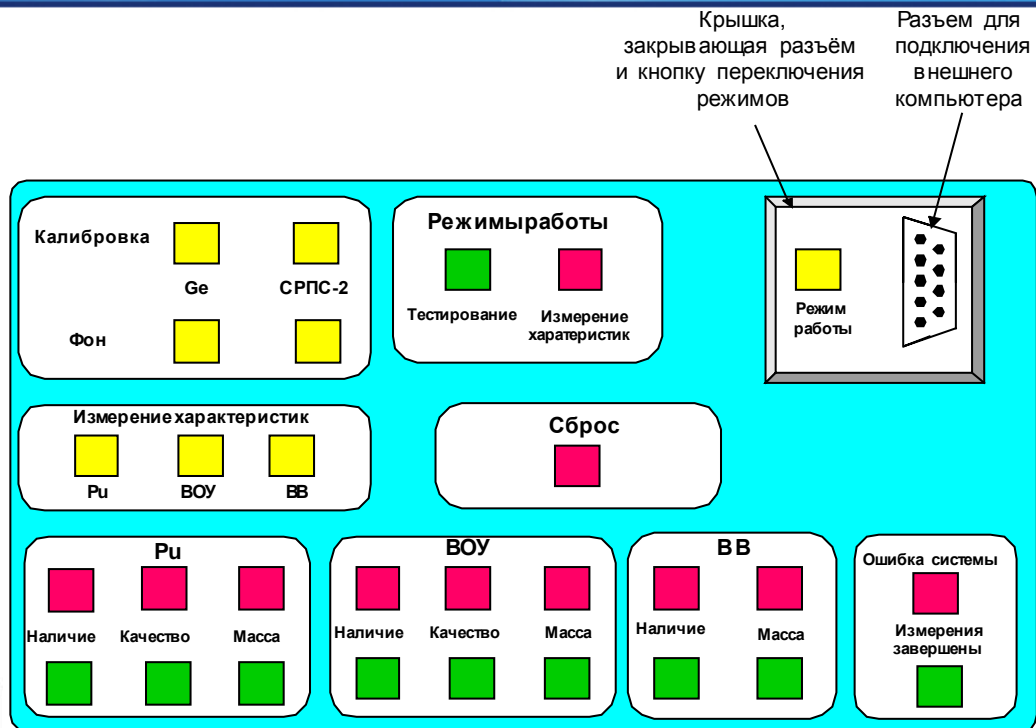 Крышка,
закрывающая разъём
и кнопку переключения
режимов
Разъем для
подключения
внешнего
компьютера
Калибровка
Ge
СРПС-2
Фон
Режимыработы
Тестирование
Измерение
харатеристик
Режим
работы
Измерение характеристик
Pu
ВОУ
ВВ
Сброс
Pu
Наличие
Качество
Масса
ВОУ
Наличие
Качество
Масса
ВВ
Наличие
Масса
Ошибка системы
Измерения
завершены